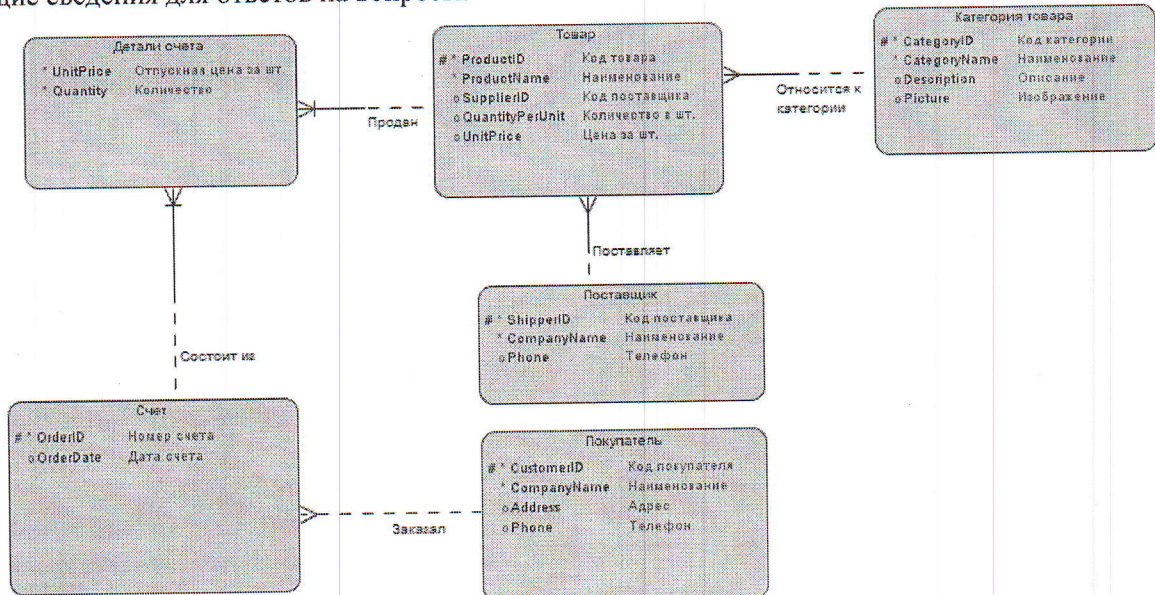 сведения для ответов на
Детали счета
* UnitPrice Отпускная цена за шт
* Quantity Количество
Товар
# * ProductID Код товара
* ProductName Наименование
o SupplierID Код поставщика
o QuantityPerUnit Количество в шт.
o UnitPrice Цена за шт.
Категория товара
# * CategoryID Код категории
* CategoryName Наименование
o Description Описание
o Picture Изображение
Продан
Относится к
категории
Поставляет
Поставщик
# * ShipperID Код поставщика
* CompanyName Наименование
o Phone Телефон
Состоит из
Счет
# * OrderID Номер счета
o OrderDate Дата счета
Покупатель
# * CustomerID Код покупателя
* CompanyName Наименование
o Address Адрес
o Phone Телефон
Заказал